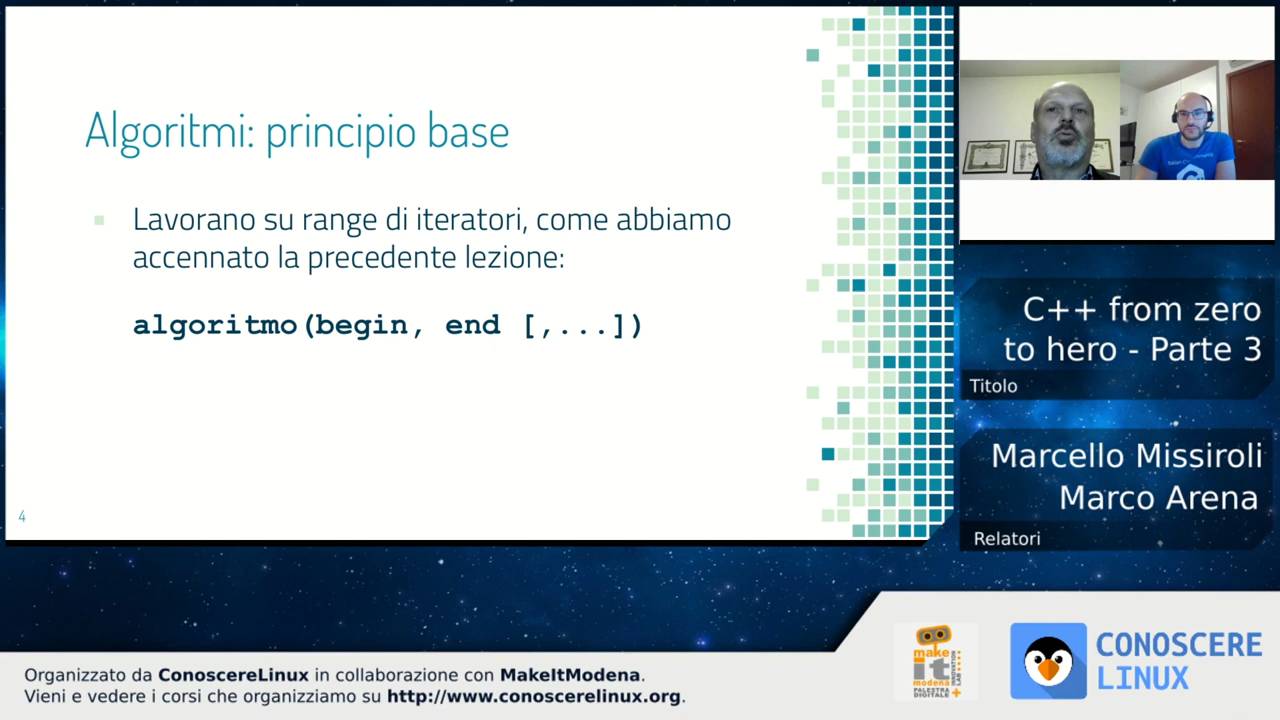 Algoritmi: principio base
Lavorano su range di iteratori, come abbiamo
accennato la precedente lezione:
algoritmo(begin, end [,...])
4
C++ from zero
to hero - Parte 3
Titolo
Marcello Missiroli
Marco Arena
Relatori
Organizzato da ConoscereLinux in collaborazione con MakeItModena.
Vieni e vedere i corsi che organizziamo su http://www.conoscerelinux.org.
make
it
modena
PALESTRA
DIGITALE
CONOSCERE
LINUX